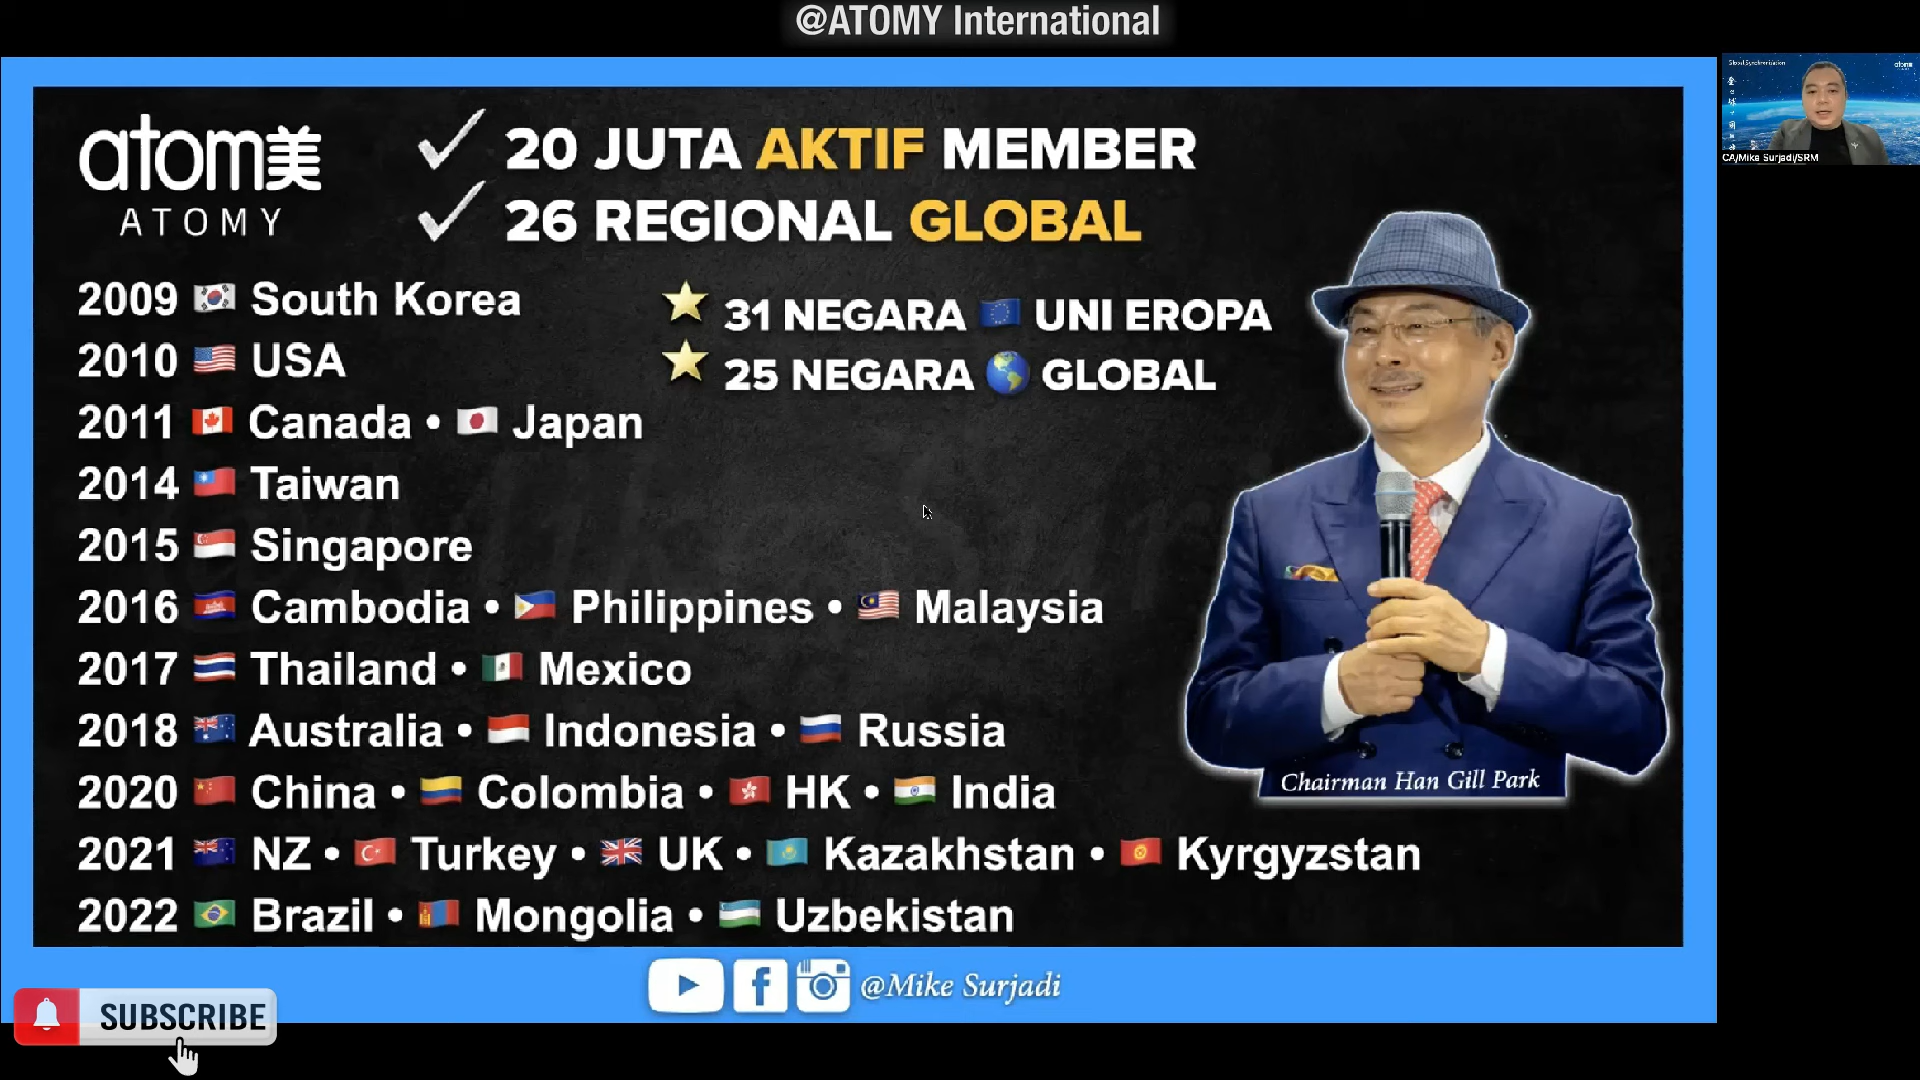 @ATOMY International
atom美
ATOMY
20 JUTA AKTIF MEMBER
26 REGIONAL GLOBAL
2009 South Korea
31 NEGARA UNI EROPA
2010 USA
25 NEGARA GLOBAL
2011 Canada • Japan
2014 Taiwan
2015 Singapore
2016 Cambodia • Philippines • Malaysia
2017 Thailand • Mexico
2018 Australia • Indonesia • Russia
2020 China • Colombia • HK • India
2021 NZ • Turkey • UK • Kazakhstan • Kyrgyzstan
2022 Brazil • Mongolia • Uzbekistan
Chairman Han Gill Park
@Mike Surjadi
SUBSCRIBE
Global Synchronization
CA/Mike Surjadi/SRM